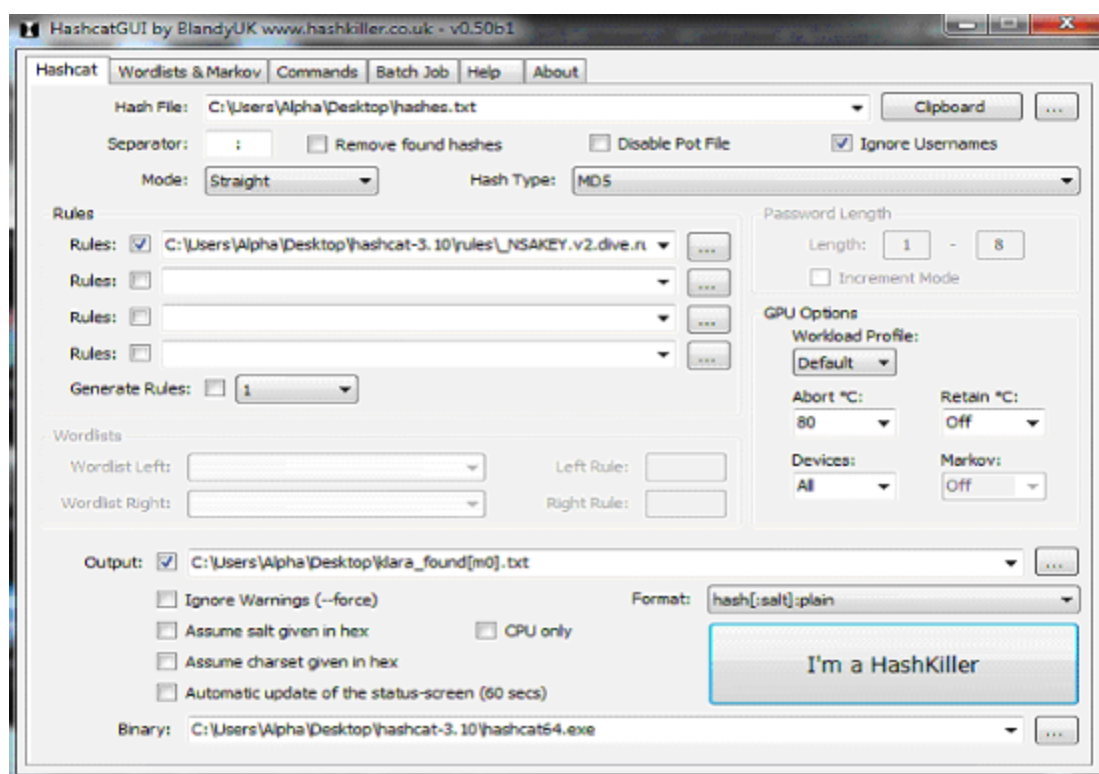 HashcatGUI by BlandyUK www.hashkiller.co.uk - v0.50b1
Hashcat Wordlists & Markov Commands Batch Job Help About
Hash File: C:\Users\Alpha\Desktop\hashes.txt Clipboard ...
Separator: : Remove found hashes Disable Pot File Ignore Usernames
Mode: Straight Hash Type: MD5
Rules Password Length
Rules: C:\Users\Alpha\Desktop\hashcat-3.10\rules\_NSAKEY.v2.dive.ru ... Length: 1 - 8
Rules: ... Increment Mode
Rules: ... GPU Options
Workload Profile:
Rules: ... Default
Generate Rules: 1 Abort °C: Retain °C:
80 Off
Wordlists
Wordlist Left: Left Rule: Devices: Markov:
All Off
Wordlist Right: Right Rule:
Output: C:\Users\Alpha\Desktop\klara_found[m0].txt ...
Ignore Warnings (--force) Format: hash[:salt]:plain
Assume salt given in hex CPU only
I'm a HashKiller
Assume charset given in hex
Automatic update of the status-screen (60 secs)
Binary: C:\Users\Alpha\Desktop\hashcat-3.10\hashcat64.exe ...